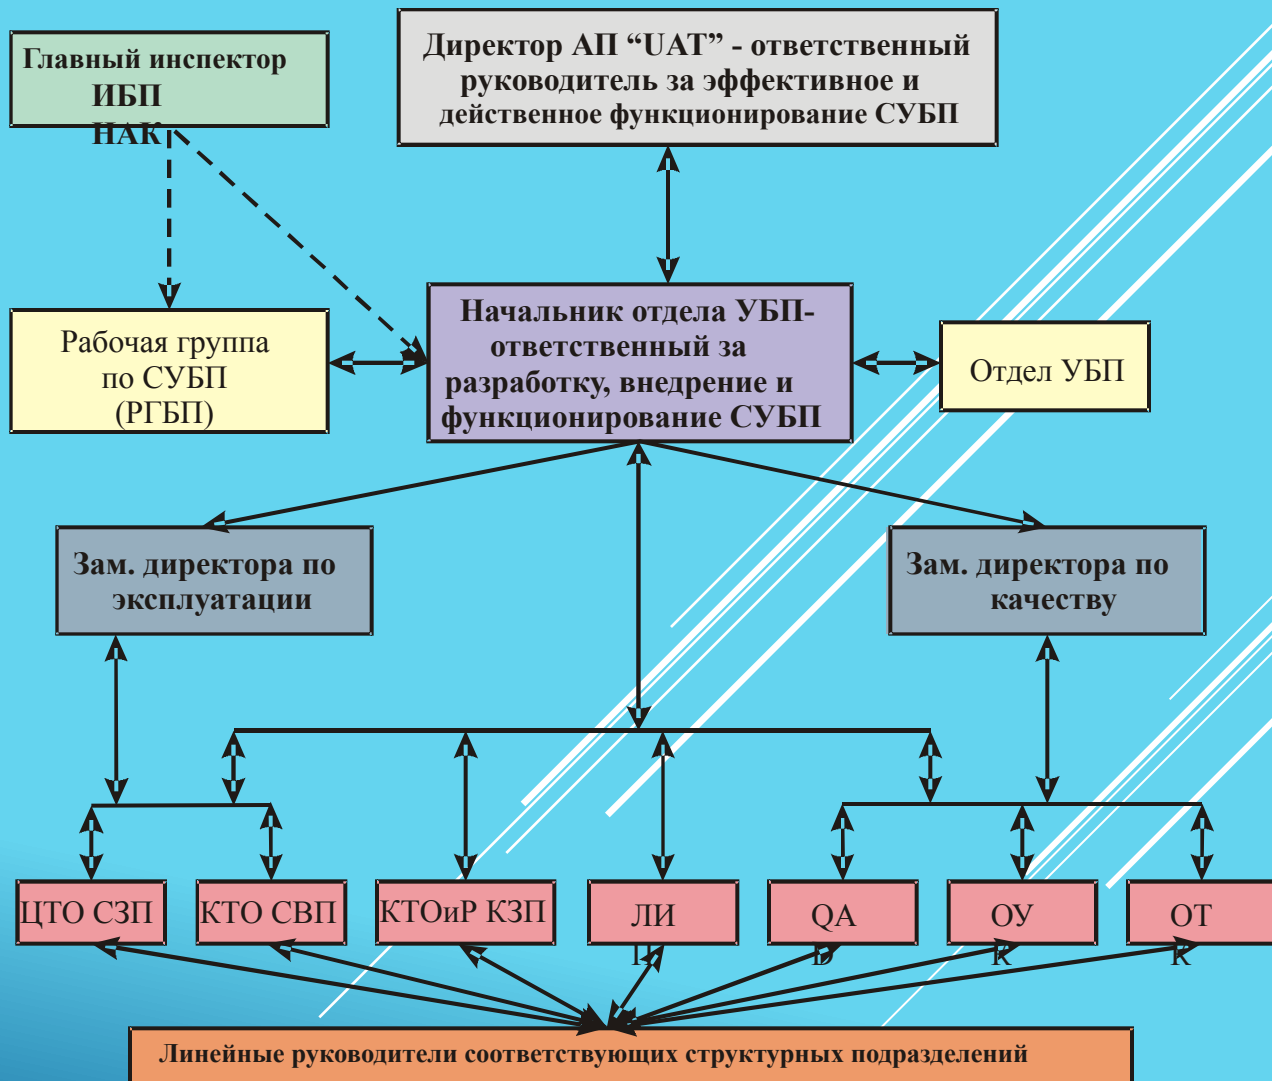 Главный инспектор
ИБП
НАК
Директор АП “UAT” - ответственный
руководитель за эффективное и
действенное функционирование СУБП
Рабочая группа
по СУБП
(РГБП)
Начальник отдела УБП-
ответственный за
разработку, внедрение и
функционирование СУБП
Отдел УБП
Зам. директора по
эксплуатации
Зам. директора по
качеству
ЦТО СЗП
КТО СВП
КТОиР КЗП
ЛИ
QA
D
ОУ
К
ОТ
К
Линейные руководители соответствующих структурных подразделений